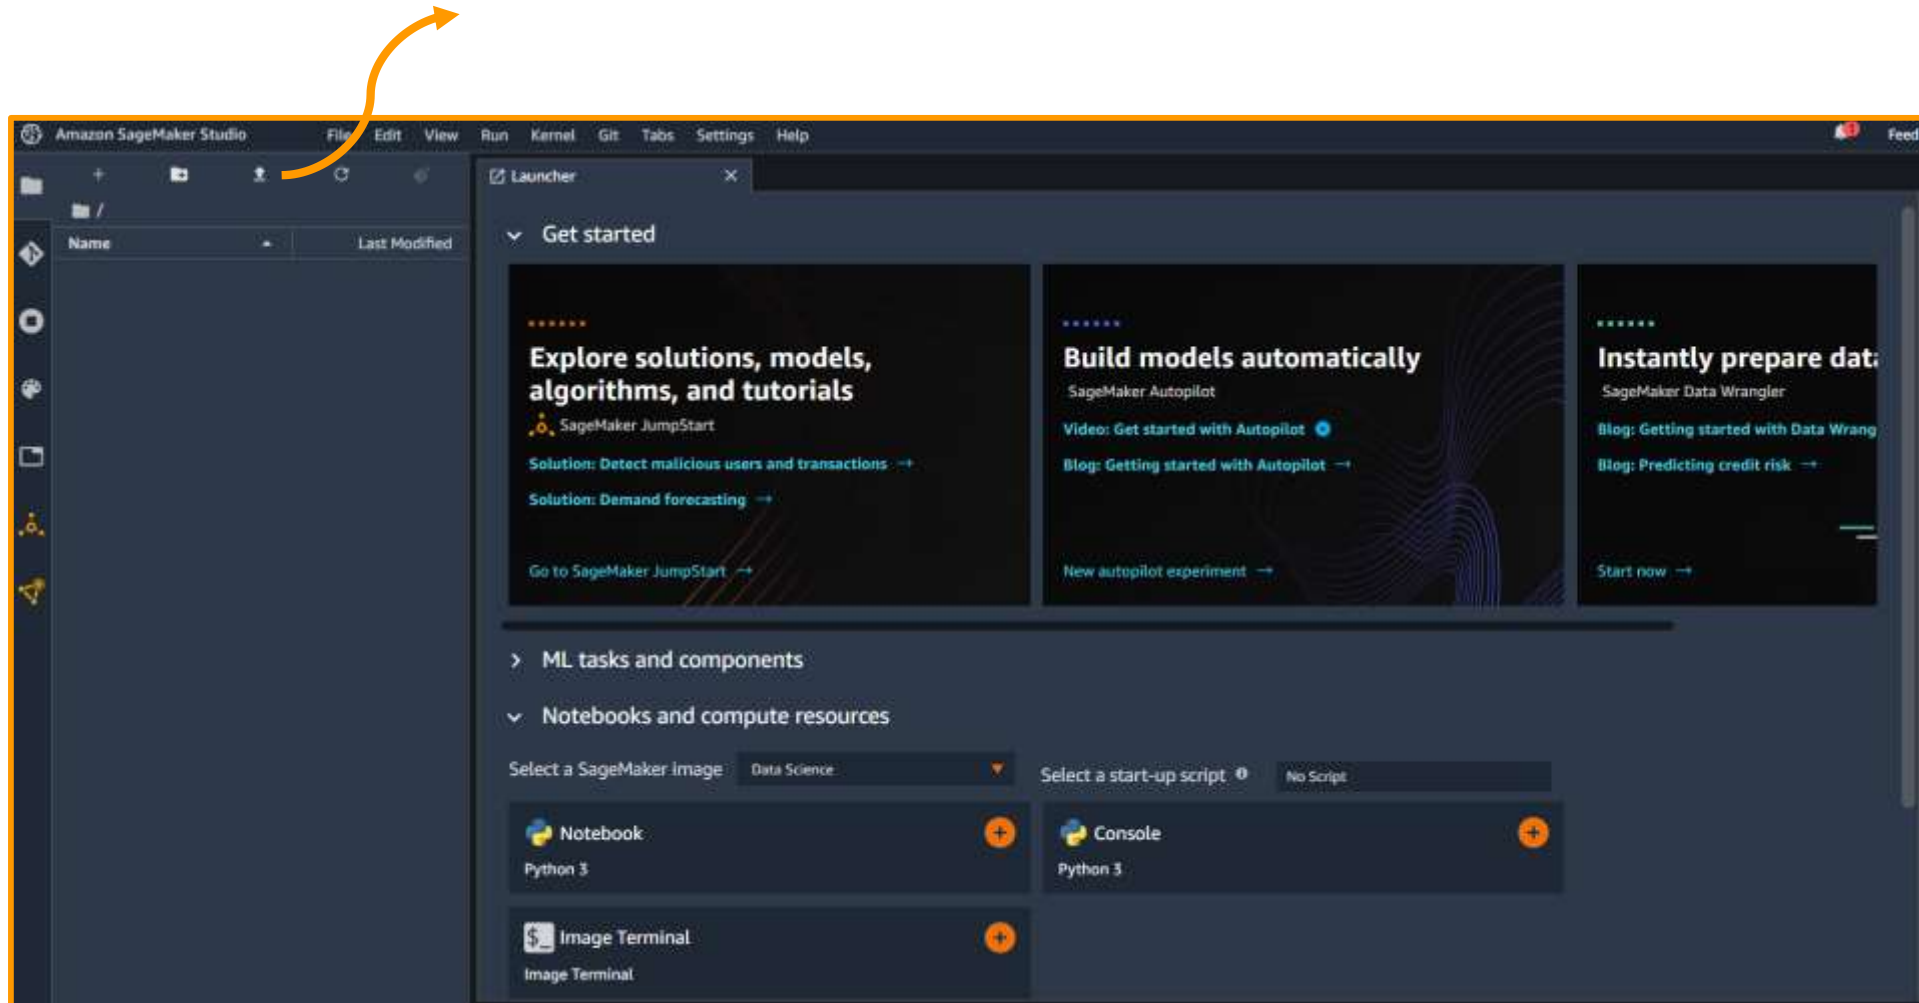 Amazon SageMaker Studio File Edit View Run Kernel Git Tabs Settings Help Feed
Launcher
/
Name Last Modified
Get started
Explore solutions, models,
algorithms, and tutorials
SageMaker JumpStart
Solution: Detect malicious users and transactions →
Solution: Demand forecasting →
Go to SageMaker JumpStart →
Build models automatically
SageMaker Autopilot
Video: Get started with Autopilot
Blog: Getting started with Autopilot →
New autopilot experiment →
Instantly prepare dat
SageMaker Data Wrangler
Blog: Getting started with Data Wrang
Blog: Predicting credit risk →
Start now →
ML tasks and components
Notebooks and compute resources
Select a SageMaker image Data Science
Select a start-up script No Script
Notebook
Python 3
Console
Python 3
$_ Image Terminal
Image Terminal